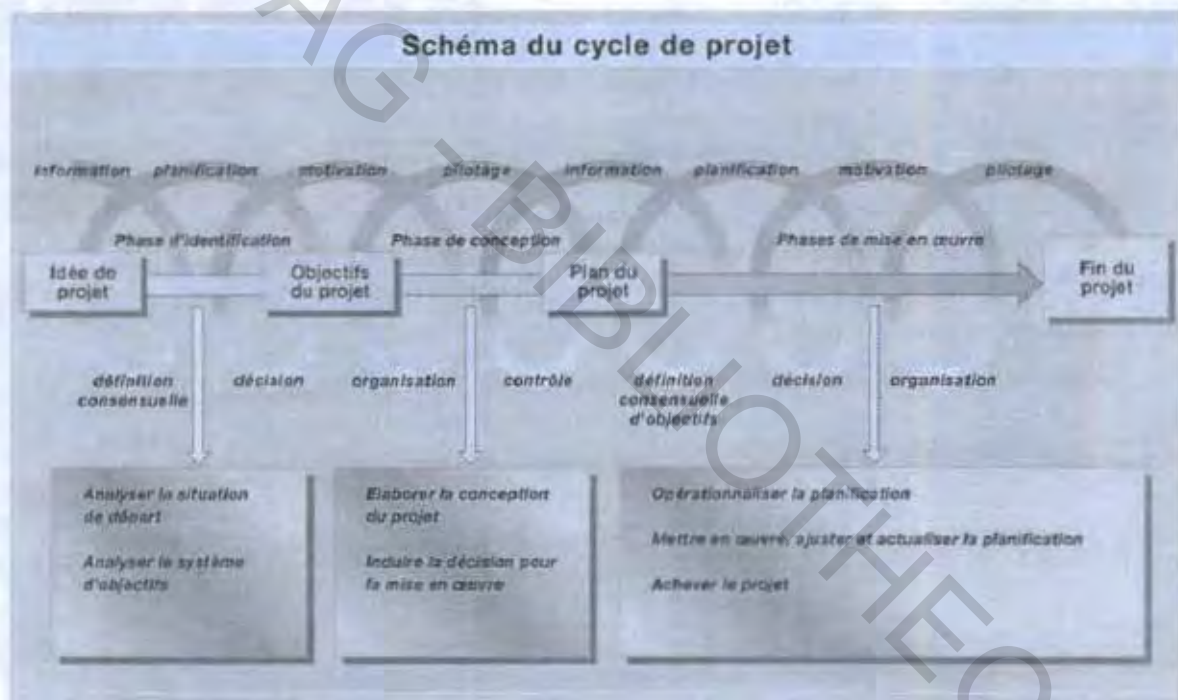 Schéma du cycle de projet
information planification motivation pilotage information planification motivation pilotage
Phase d'identification Phase de conception Phases de mise en œuvre
Idée de
projet
Objectifs
du projet
Plan du
projet
Fin du
projet
définition
consensuelle
décision
organisation
contrôle
définition
consensuelle
d'objectifs
décision
organisation
Analyser la situation
de départ
Analyser le système
d'objectifs
Elaborer la conception
du projet
Induire la décision pour
la mise en œuvre
Opérationnaliser la planification
Mettre en œuvre, ajuster et actualiser la planification
Achever le projet
BIBLIOTHEQ